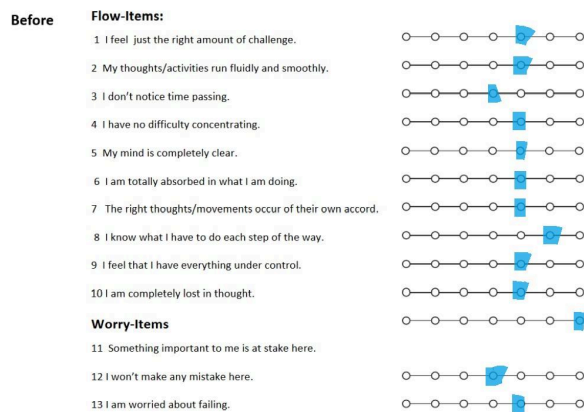 Before
Flow-Items:
1 I feel just the right amount of challenge.
2 My thoughts/activities run fluidly and smoothly.
3 I don't notice time passing.
4 I have no difficulty concentrating.
5 My mind is completely clear.
6 I am totally absorbed in what I am doing.
7 The right thoughts/movements occur of their own accord.
8 I know what I have to do each step of the way.
9 I feel that I have everything under control.
10 I am completely lost in thought.
Worry-Items
11 Something important to me is at stake here.
12 I won't make any mistake here.
13 I am worried about failing.